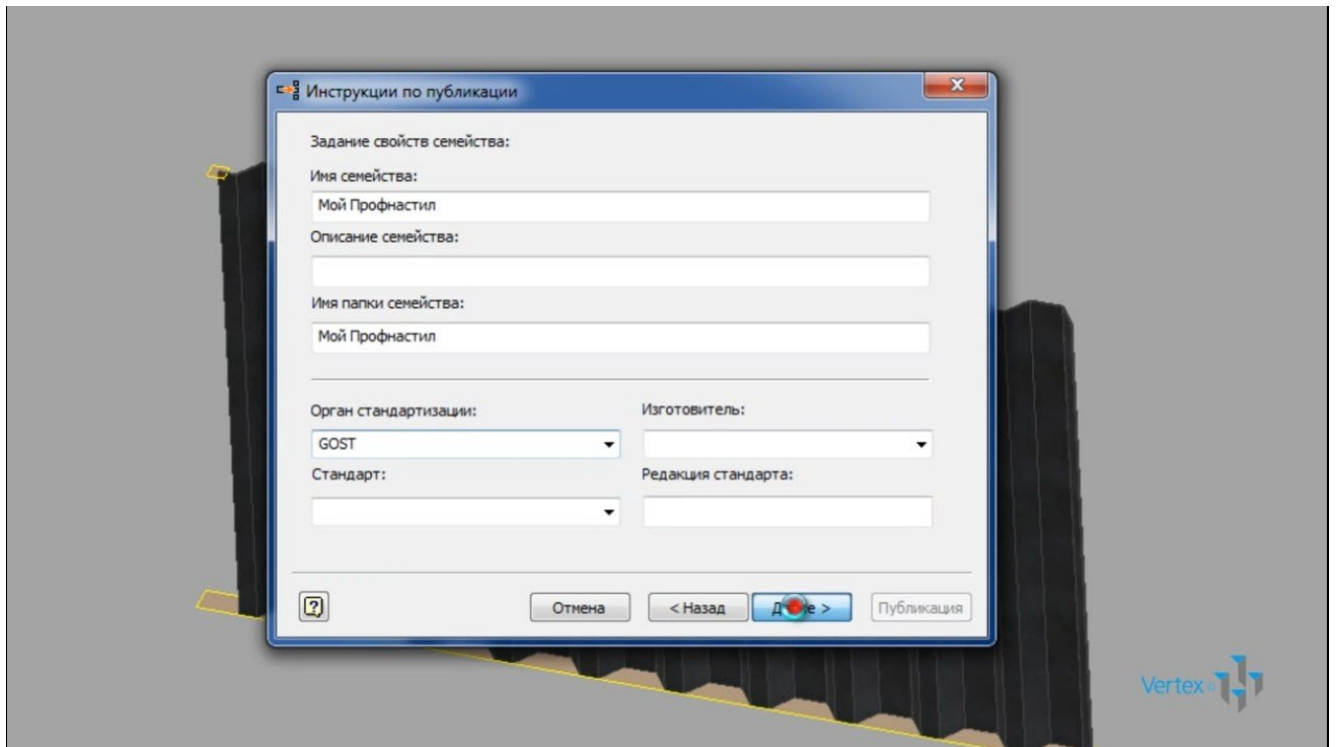 Инструкции по публикации
Задание свойств семейства:
Имя семейства:
Мой Профнастил
Описание семейства:
Имя папки семейства:
Мой Профнастил
Орган стандартизации:
Изготовитель:
GOST
Стандарт:
Редакция стандарта:
Отмена
< Назад
Публикация
Vertex